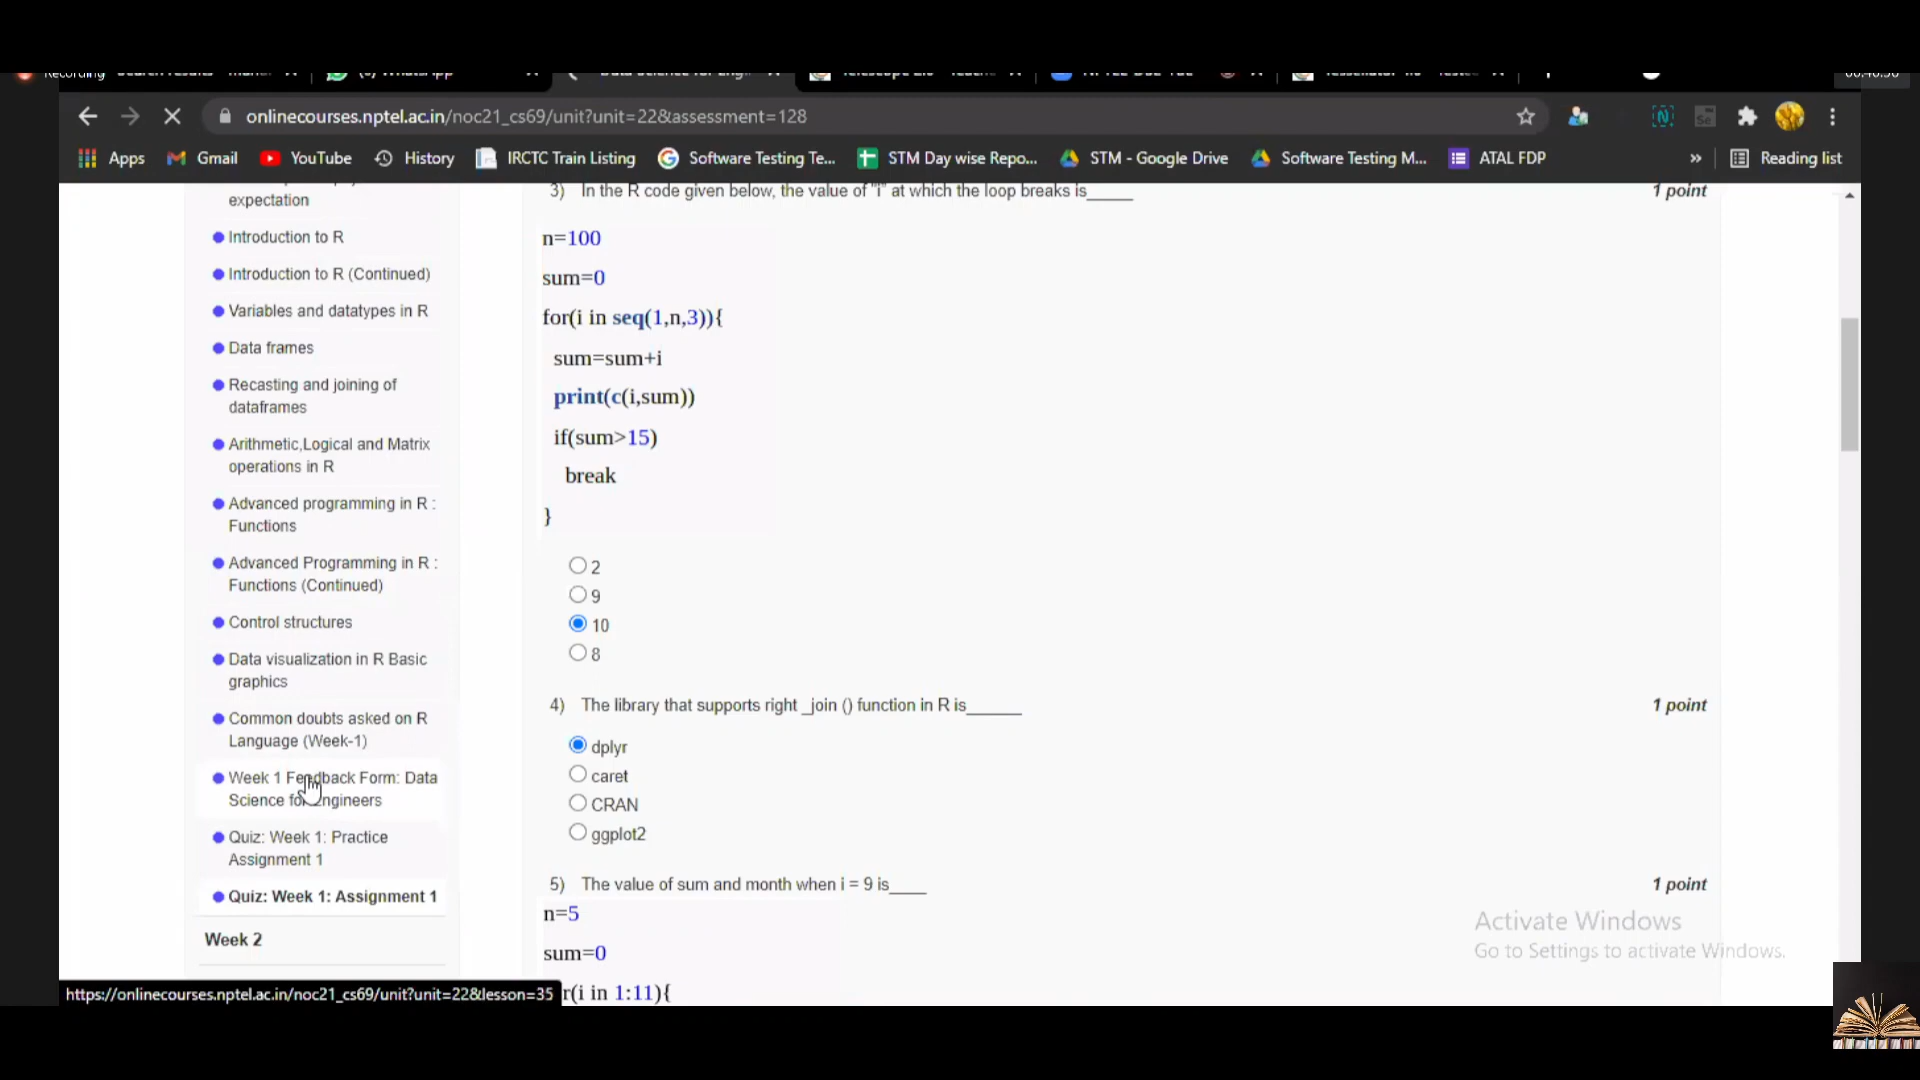 Recording
onlinecourses.nptel.ac.in/noc21_cs69/unit?unit=22&assessment=128
Apps Gmail YouTube History IRCTC Train Listing Software Testing Te... STM Day wise Repo... STM - Google Drive Software Testing M... ATAL FDP » Reading list
expectation
Introduction to R
Introduction to R (Continued)
Variables and datatypes in R
Data frames
Recasting and joining of
dataframes
Arithmetic,Logical and Matrix
operations in R
Advanced programming in R :
Functions
Advanced Programming in R :
Functions (Continued)
Control structures
Data visualization in R Basic
graphics
Common doubts asked on R
Language (Week-1)
Week 1 Feedback Form: Data
Science for Engineers
Quiz: Week 1: Practice
Assignment 1
Quiz: Week 1: Assignment 1
Week 2
https://onlinecourses.nptel.ac.in/noc21_cs69/unit?unit=22&lesson=35
3) In the R code given below, the value of "i" at which the loop breaks is_____ 1 point
n=100
sum=0
for(i in seq(1,n,3)){
sum=sum+i
print(c(i,sum))
if(sum>15)
break
}
2
9
10
8
4) The library that supports right _join () function in R is______ 1 point
dplyr
caret
CRAN
ggplot2
5) The value of sum and month when i = 9 is____ 1 point
n=5
sum=0
r(i in 1:11){
Activate Windows
Go to Settings to activate Windows.